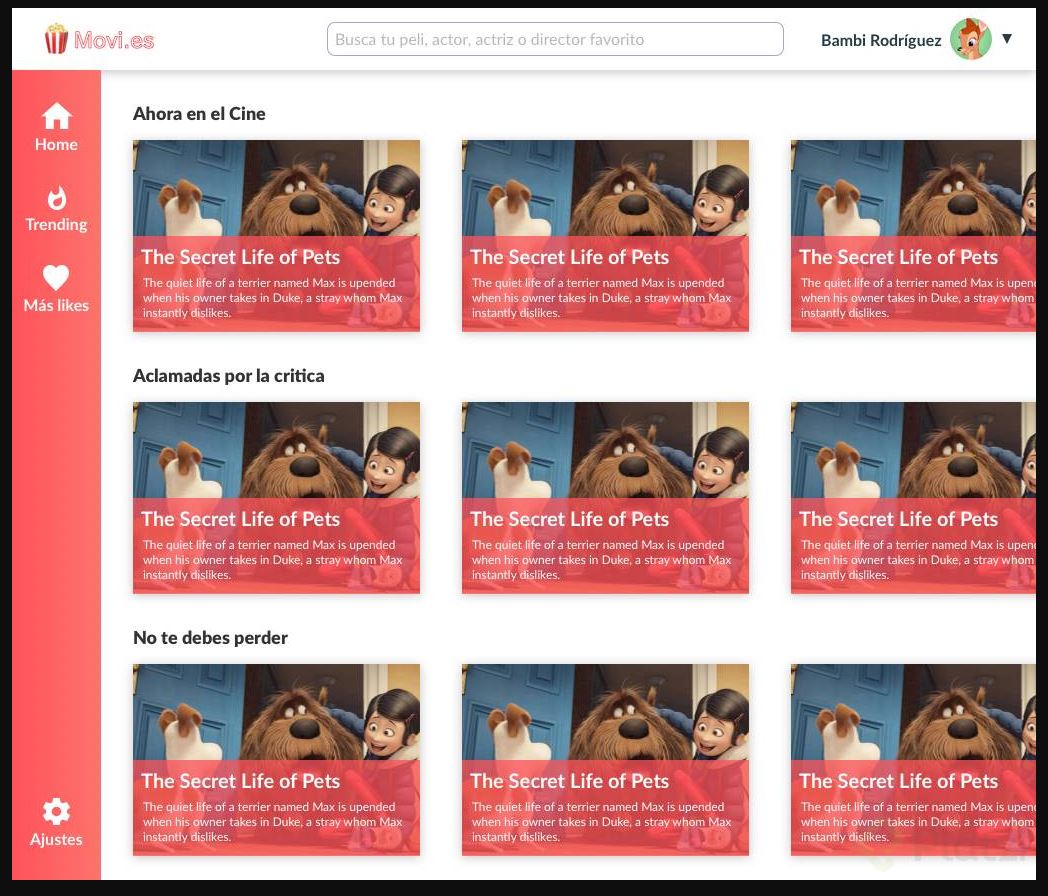 Movi.es
Busca tu peli, actor, actriz o director favorito
Bambi Rodríguez
Home
Trending
Más likes
Ajustes
Ahora en el Cine
The Secret Life of Pets
The quiet life of a terrier named Max is upended
when his owner takes in Duke, a stray whom Max
instantly dislikes.
The Secret Life of Pets
The quiet life of a terrier named Max is upended
when his owner takes in Duke, a stray whom Max
instantly dislikes.
The Secret Life of Pets
The quiet life of a terrier named Max is upen
when his owner takes in Duke, a stray whom
instantly dislikes.
Aclamadas por la critica
The Secret Life of Pets
The quiet life of a terrier named Max is upended
when his owner takes in Duke, a stray whom Max
instantly dislikes.
The Secret Life of Pets
The quiet life of a terrier named Max is upended
when his owner takes in Duke, a stray whom Max
instantly dislikes.
The Secret Life of Pets
The quiet life of a terrier named Max is upen
when his owner takes in Duke, a stray whom
instantly dislikes.
No te debes perder
The Secret Life of Pets
The quiet life of a terrier named Max is upended
when his owner takes in Duke, a stray whom Max
instantly dislikes.
The Secret Life of Pets
The quiet life of a terrier named Max is upended
when his owner takes in Duke, a stray whom Max
instantly dislikes.
The Secret Life of Pets
The quiet life of a terrier named Max is upen
when his owner takes in Duke, a stray whom
instantly dislikes.